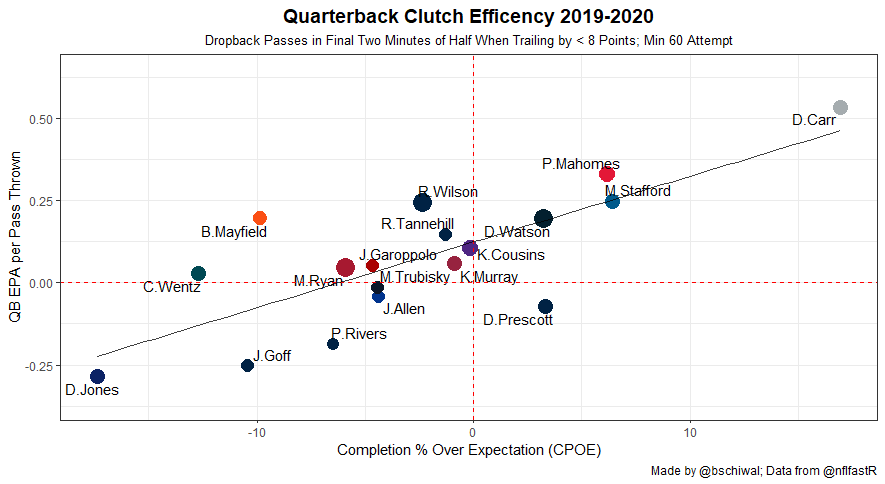 Quarterback Clutch Efficency 2019-2020
Dropback Passes in Final Two Minutes of Half When Trailing by < 8 Points; Min 60 Attempt
QB EPA per Pass Thrown
0.50
0.25
0.00
-0.25
D.Carr
P.Mahomes
M.Stafford
R.Wilson
R.Tannehill
D.Watson
B.Mayfield
J.Garoppolo
K.Cousins
M.Ryan
M.Trubisky
K.Murray
C.Wentz
J.Allen
D.Prescott
P.Rivers
J.Goff
D.Jones
-10
0
10
Completion % Over Expectation (CPOE)
Made by @bschiwal; Data from @nflfastR